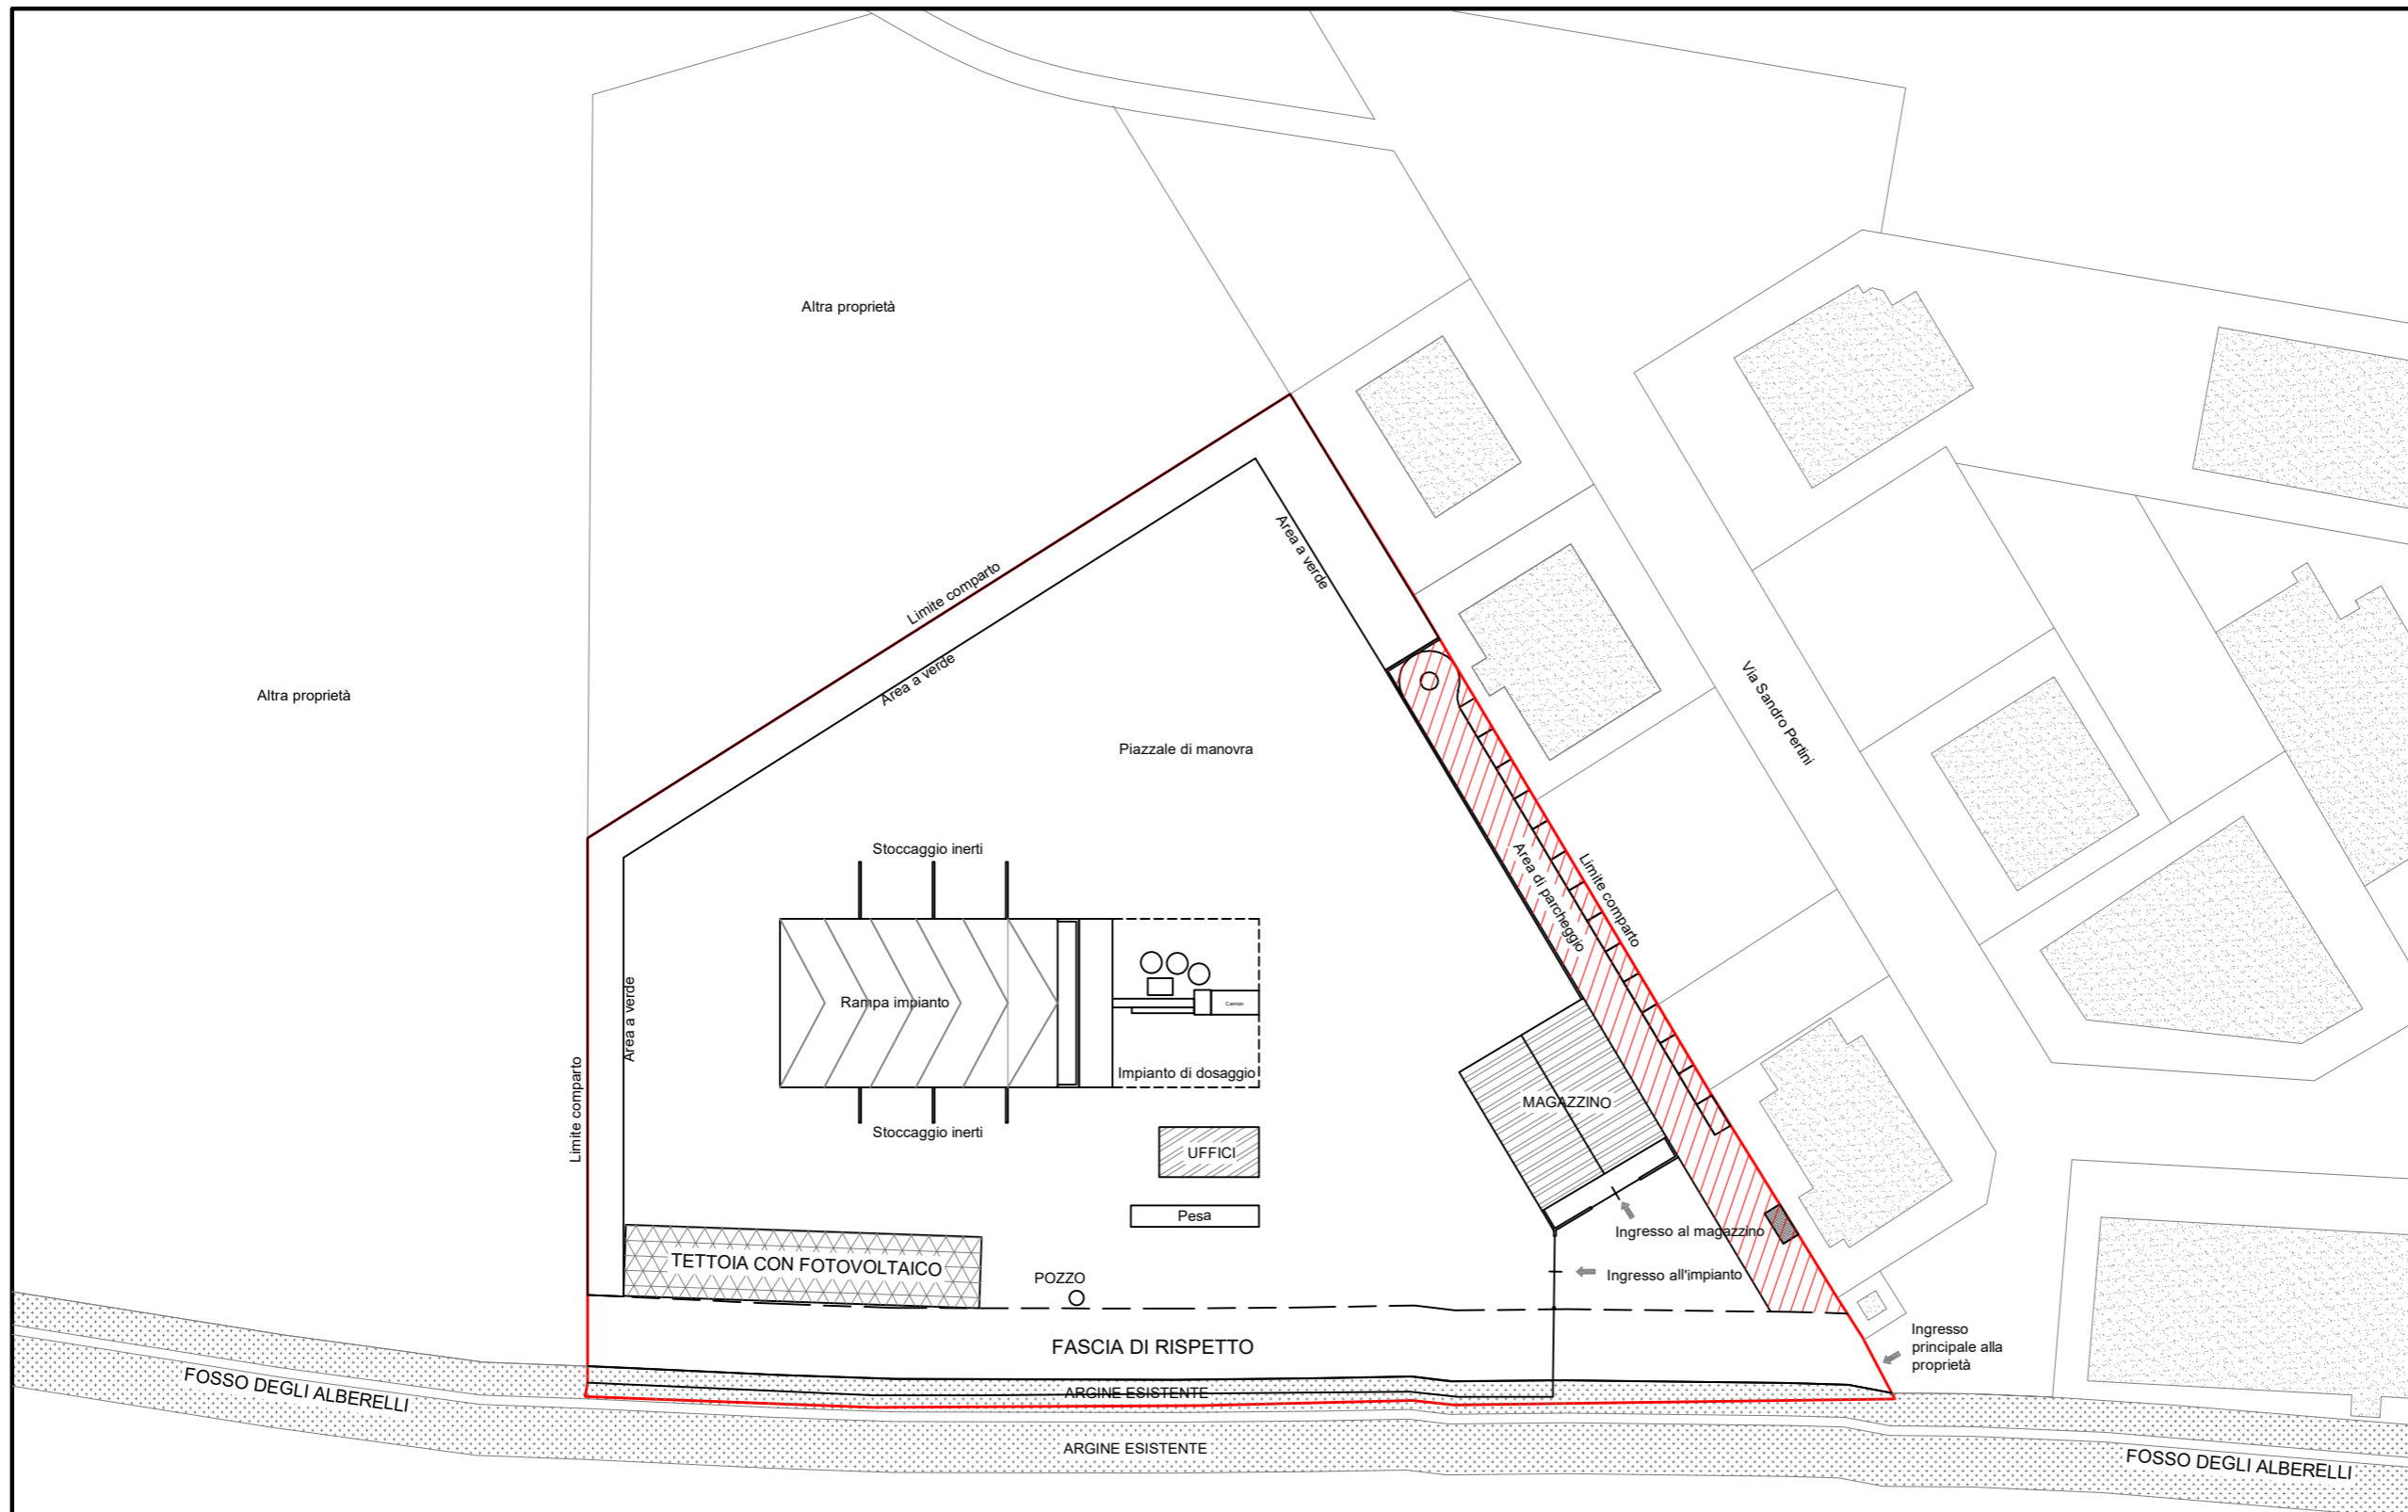 Altra proprietà
Area a verde
Limite comparto
Area a verde
Altra proprietà
Via Sandro Pertini
Piazzale di manovra
Stoccaggio inerti
Area di parcheggio
Limite comparto
Rampa impianto
Camion
Area a verde
Limite comparto
Impianto di dosaggio
MAGAZZINO
Stoccaggio inerti
UFFICI
Pesa
Ingresso al magazzino
TETTOIA CON FOTOVOLTAICO
POZZO
Ingresso all'impianto
FASCIA DI RISPETTO
Ingresso
principale alla
proprietà
FOSSO DEGLI ALBERELLI
ARGINE ESISTENTE
ARGINE ESISTENTE
FOSSO DEGLI ALBERELLI